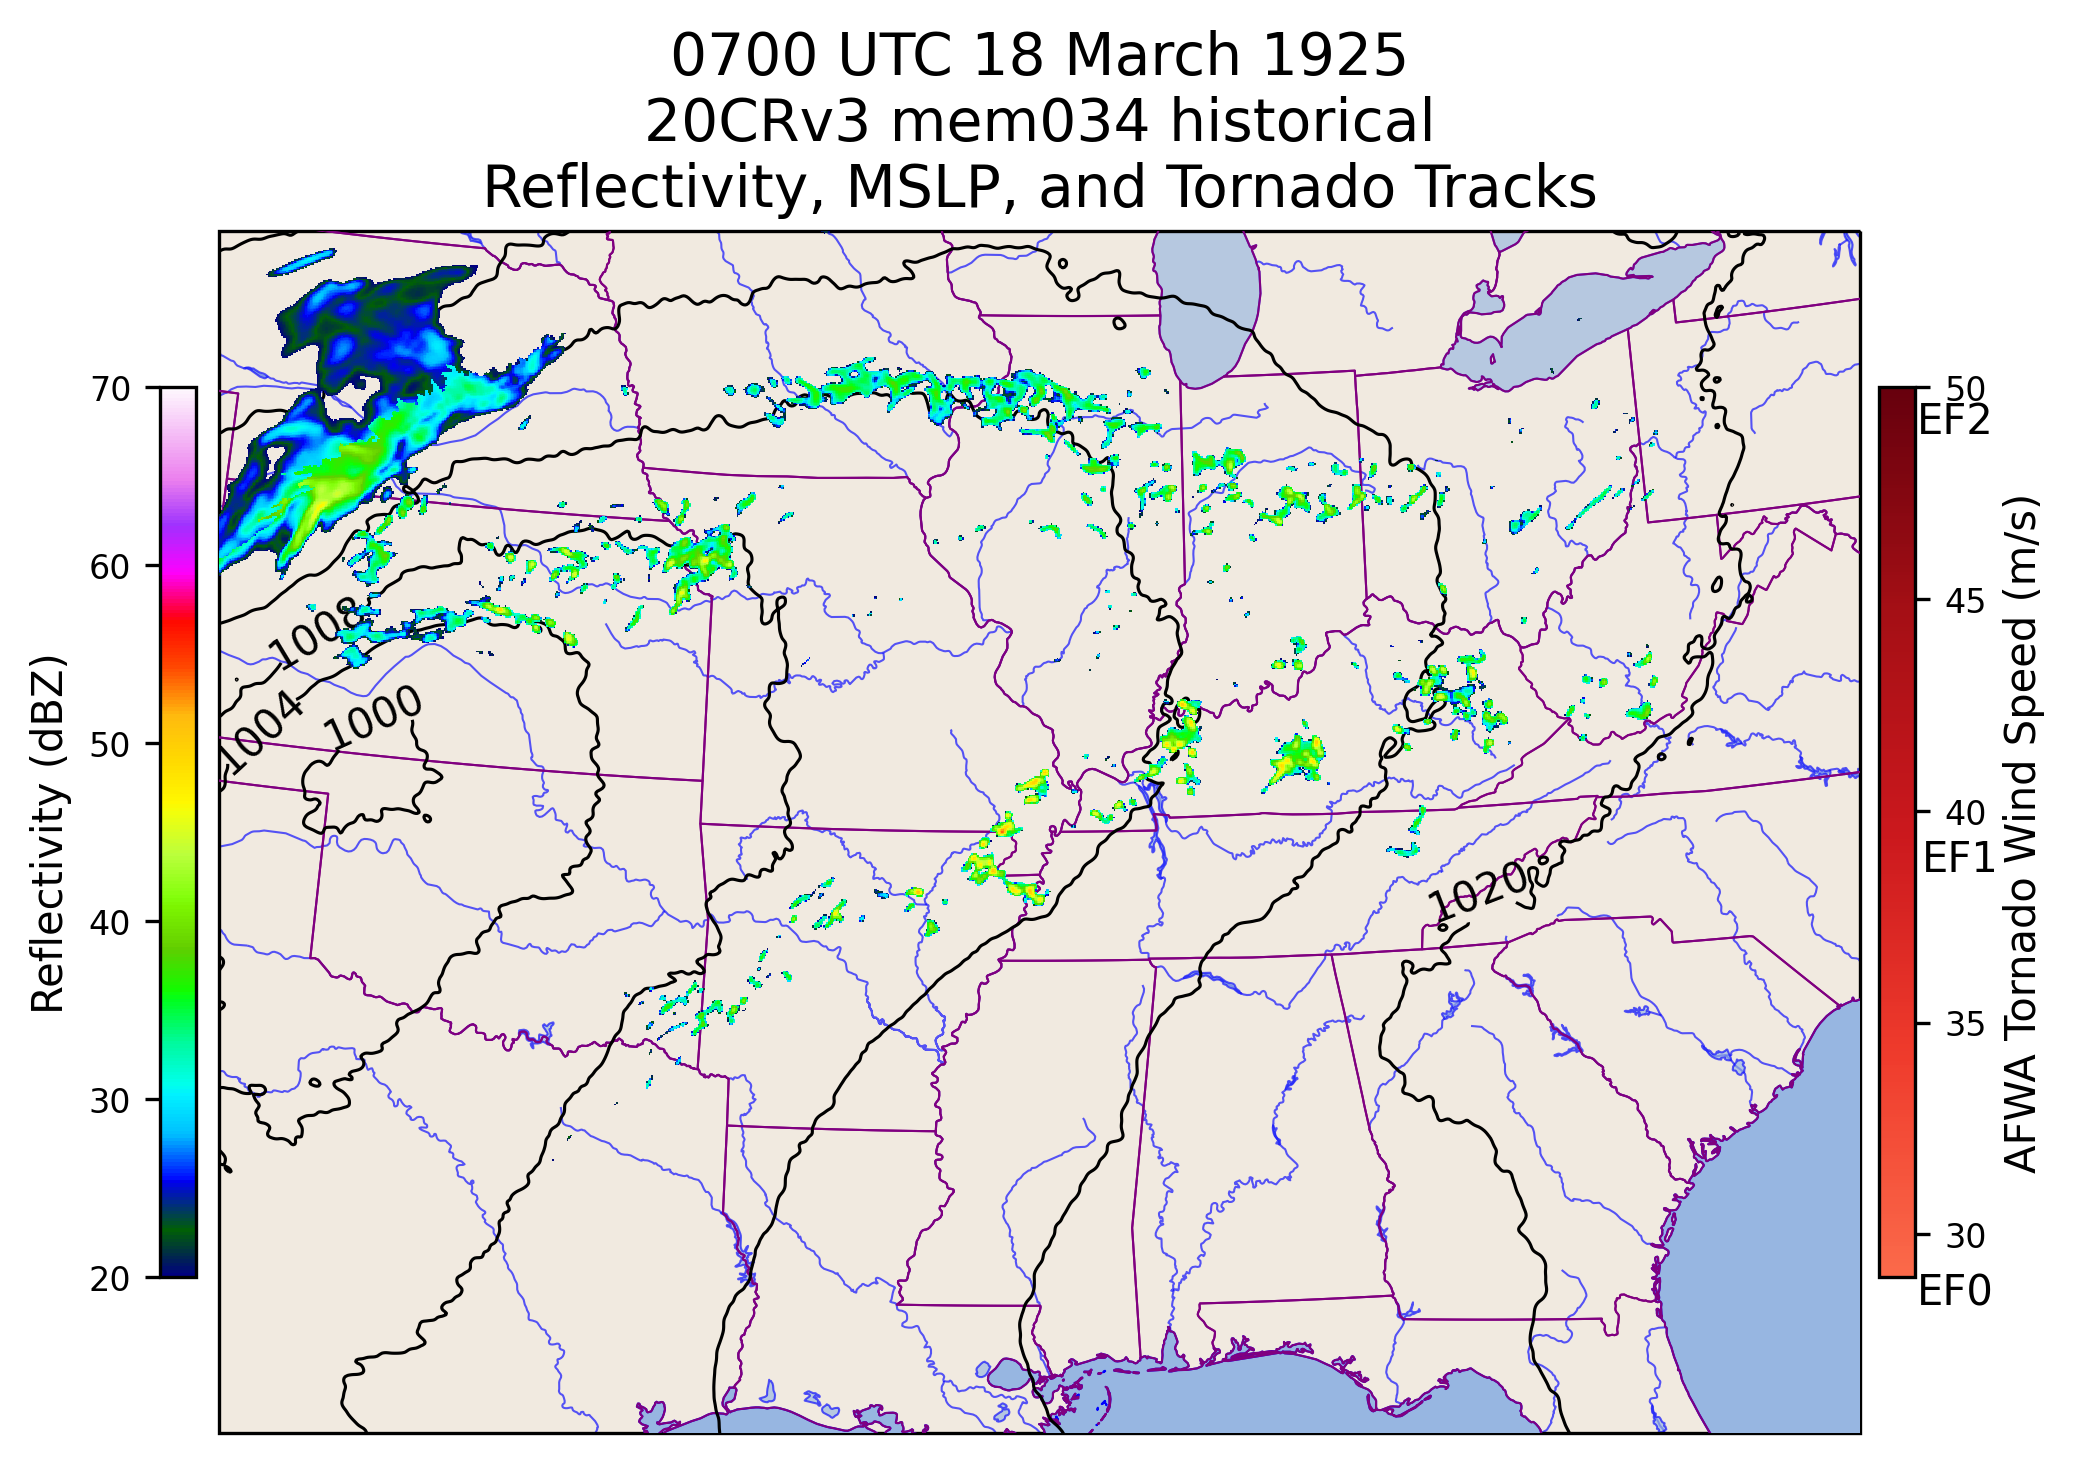 0700 UTC 18 March 1925
20CRv3 mem034 historical
Reflectivity, MSLP, and Tornado Tracks
Reflectivity (dBZ)
70
60
50
40
30
20
1008
1004
1000
1020
50
EF2
45
40
EF1
35
30
EF0
AFWA Tornado Wind Speed (m/s)